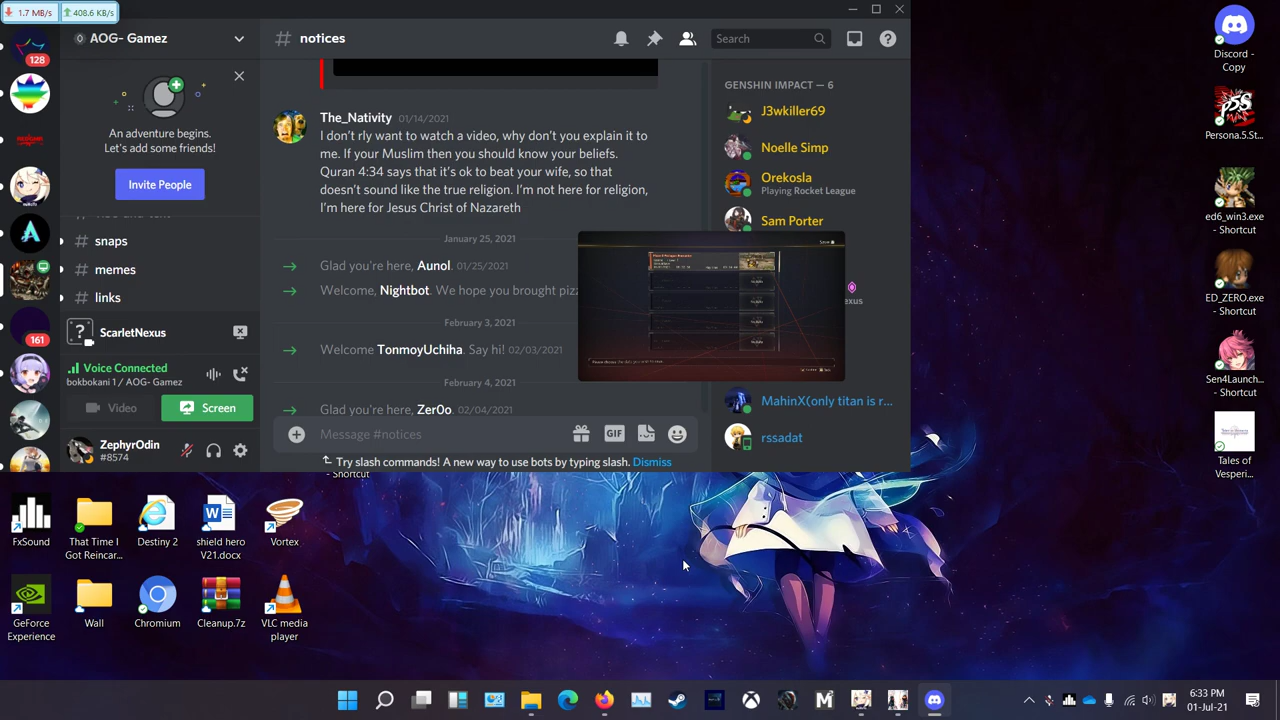 1.7 MB/s
408.6 KB/s
128
161
AOG- Gamez
An adventure begins.
Let's add some friends!
Invite People
# snaps
# memes
# links
ScarletNexus
Voice Connected
bokbokani 1 / AOG- Gamez
Video
Screen
ZephyrOdin
#8574
# notices
Search
The_Nativity 01/14/2021
I don't rly want to watch a video, why don't you explain it to
me. If your Muslim then you should know your beliefs.
Quran 4:34 says that it's ok to beat your wife, so that
doesn't sound like the true religion. I'm not here for religion,
I'm here for Jesus Christ of Nazareth
January 25, 2021
Glad you're here, Aunol. 01/25/2021
Welcome, Nightbot. We hope you brought pizz
February 3, 2021
Welcome TonmoyUchiha. Say hi! 02/03/2021
February 4, 2021
Glad you're here, Zer0o. 02/04/2021
Message #notices
GIF
Try slash commands! A new way to use bots by typing slash. Dismiss
GENSHIN IMPACT — 6
J3wkiller69
Noelle Simp
Orekosla
Playing Rocket League
Sam Porter
exus
MahinX(only titan is r...
rssadat
- Shortcut
Discord -
Copy
Persona.5.St...
ed6_win3.exe
- Shortcut
ED_ZERO.exe
- Shortcut
Sen4Launch...
- Shortcut
Tales of
Vesperi...
FxSound
That Time I
Got Reincar...
Destiny 2
shield hero
V21.docx
Vortex
GeForce
Experience
Wall
Chromium
Cleanup.7z
VLC media
player
6:33 PM
01-Jul-21